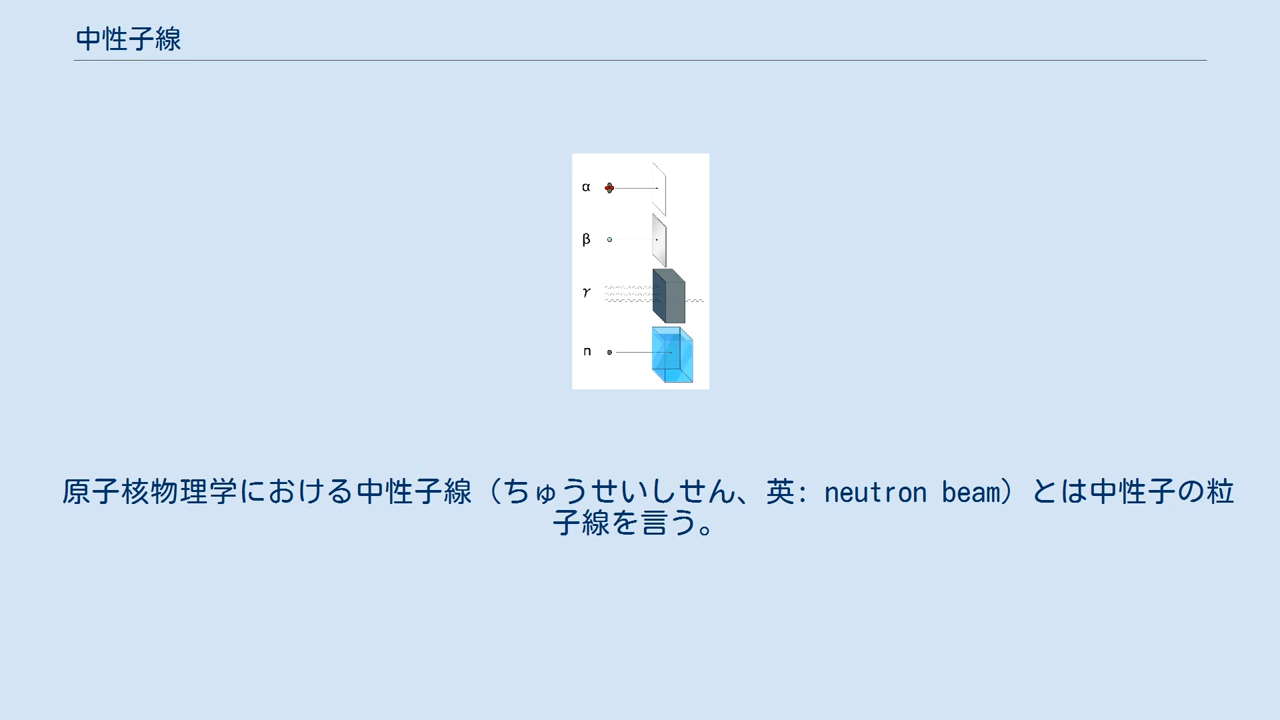 中性子線
α
β
γ
n
原子核物理学における中性子線（ちゅうせいしせん、英: neutron beam）とは中性子の粒
子線を言う。